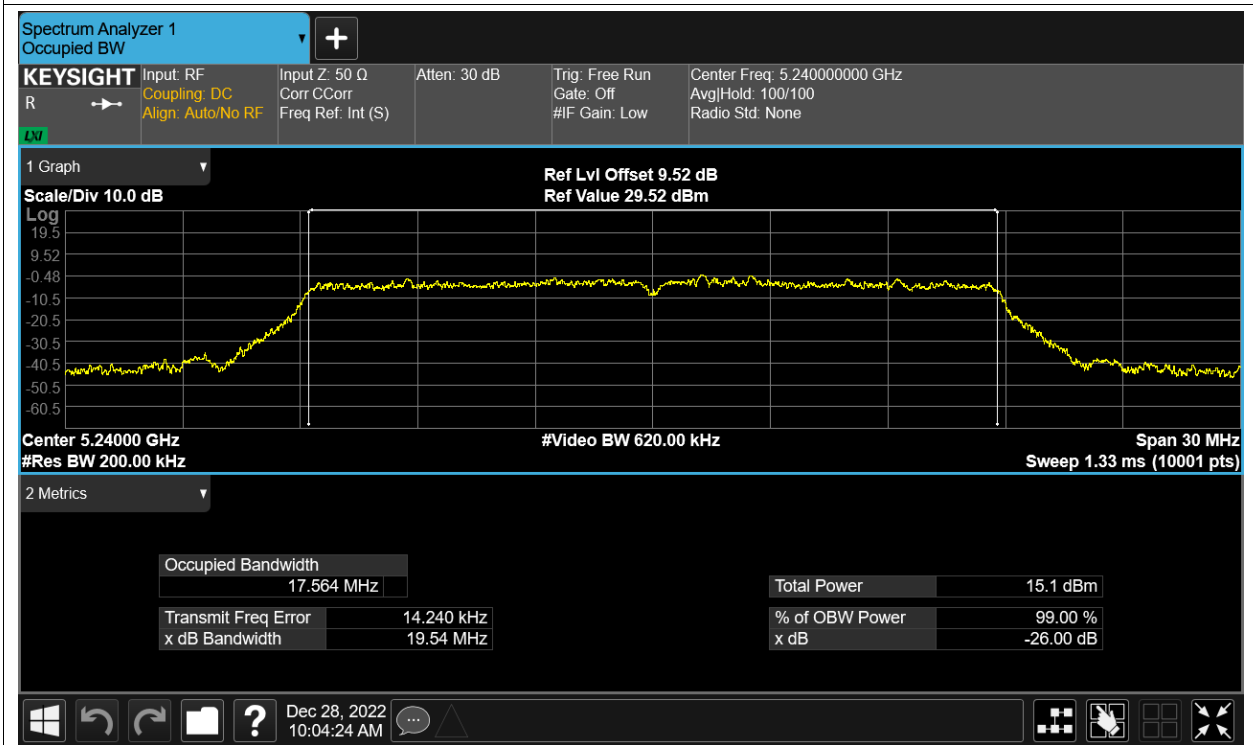 Spectrum Analyzer 1
Occupied BW
KEYSIGHT
R
LXI
Input: RF
Coupling: DC
Align: Auto/No RF
Input Z: 50 Ω
Corr CCorr
Freq Ref: Int (S)
Atten: 30 dB
Trig: Free Run
Gate: Off
#IF Gain: Low
Center Freq: 5.240000000 GHz
Avg|Hold: 100/100
Radio Std: None
1 Graph
Ref Lvl Offset 9.52 dB
Scale/Div 10.0 dB
Ref Value 29.52 dBm
Log
19.5
9.52
-0.48
-10.5
-20.5
-30.5
-40.5
-50.5
-60.5
Center 5.24000 GHz
#Video BW 620.00 kHz
Span 30 MHz
#Res BW 200.00 kHz
Sweep 1.33 ms (10001 pts)
2 Metrics
Occupied Bandwidth
17.564 MHz
Total Power 15.1 dBm
Transmit Freq Error 14.240 kHz
% of OBW Power 99.00 %
x dB Bandwidth 19.54 MHz
x dB -26.00 dB
?
Dec 28, 2022
10:04:24 AM